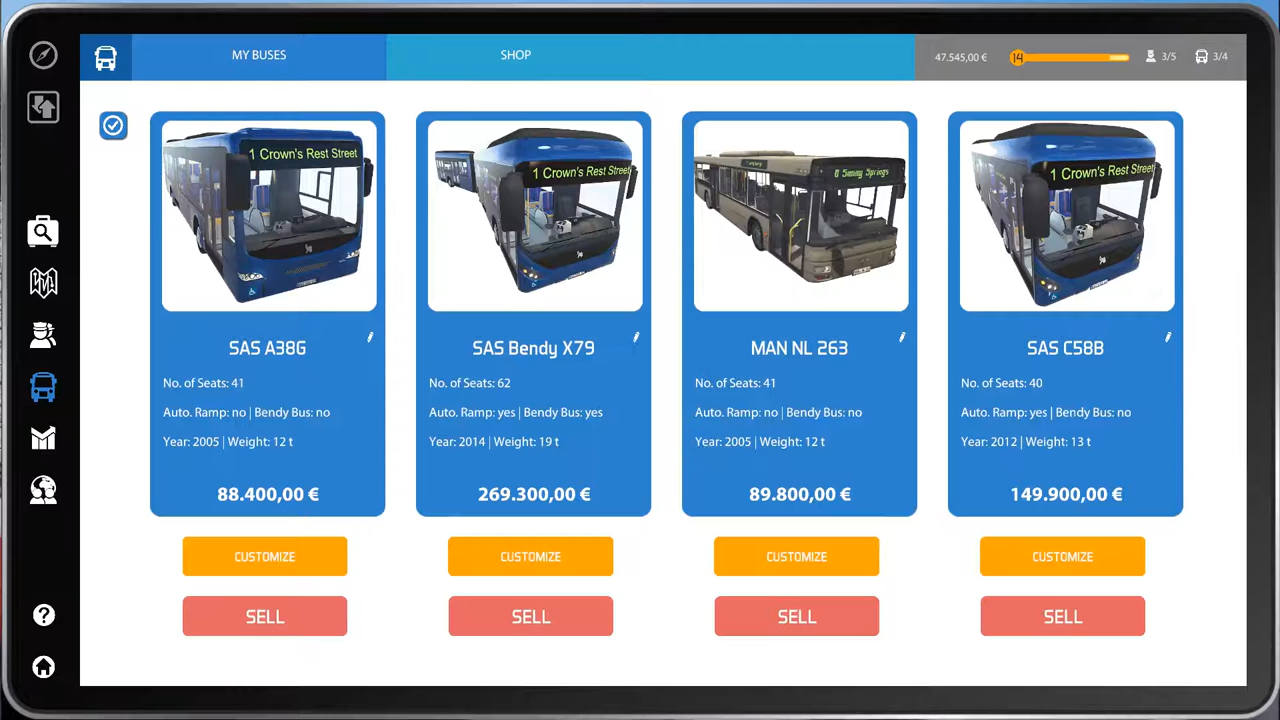 MY BUSES
SHOP
47.545,00 €
14
3/5
3/4
1 Crown's Rest Street
1 Crown's Rest Street
8 Sunny Springs
1 Crown's Rest Street
SAS A38G
No. of Seats: 41
Auto. Ramp: no | Bendy Bus: no
Year: 2005 | Weight: 12 t
88.400,00 €
CUSTOMIZE
SELL
SAS Bendy X79
No. of Seats: 62
Auto. Ramp: yes | Bendy Bus: yes
Year: 2014 | Weight: 19 t
269.300,00 €
CUSTOMIZE
SELL
MAN NL 263
No. of Seats: 41
Auto. Ramp: no | Bendy Bus: no
Year: 2005 | Weight: 12 t
89.800,00 €
CUSTOMIZE
SELL
SAS C58B
No. of Seats: 40
Auto. Ramp: yes | Bendy Bus: no
Year: 2012 | Weight: 13 t
149.900,00 €
CUSTOMIZE
SELL